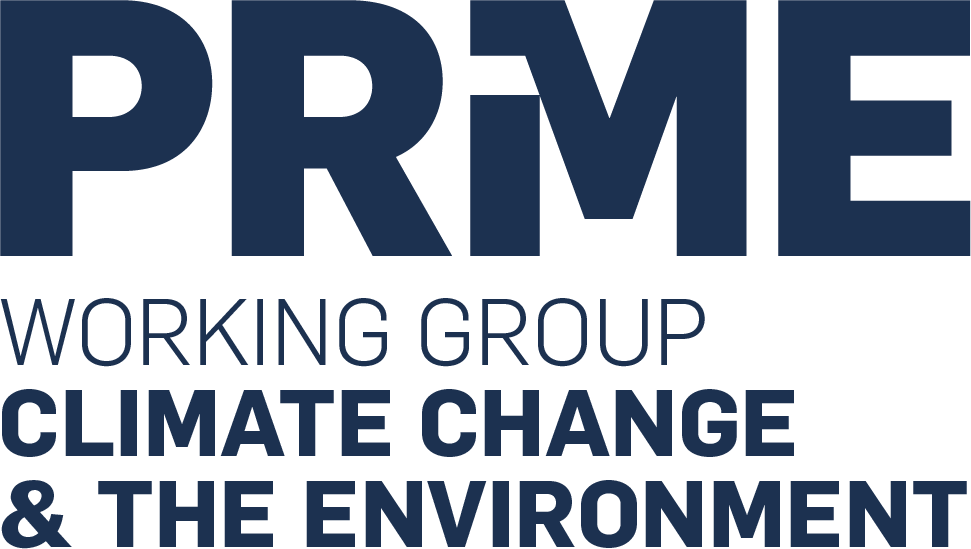 PRiME
WORKING GROUP
CLIMATE CHANGE
& THE ENVIRONMENT